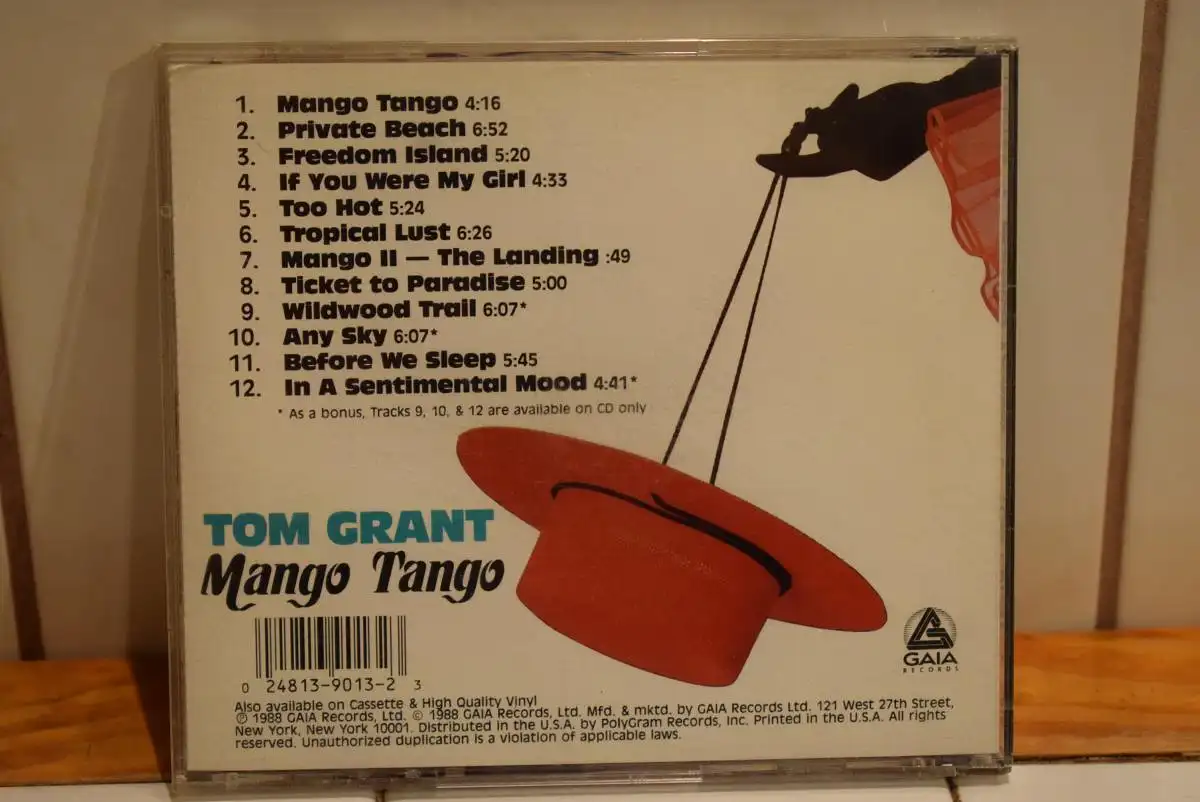 1. Mango Tango 4:16
2. Private Beach 6:52
3. Freedom Island 5:20
4. If You Were My Girl 4:33
5. Too Hot 5:24
6. Tropical Lust 6:26
7. Mango II — The Landing :49
8. Ticket to Paradise 5:00
9. Wildwood Trail 6:07*
10. Any Sky 6:07*
11. Before We Sleep 5:45
12. In A Sentimental Mood 4:41*
* As a bonus, Tracks 9, 10, & 12 are available on CD only
TOM GRANT
Mango Tango
0 24813-9013-2 3
GAIA
RECORDS
Also available on Cassette & High Quality Vinyl
℗ 1988 GAIA Records, Ltd. © 1988 GAIA Records, Ltd. Mfd. & mktd. by GAIA Records Ltd. 121 West 27th Street,
New York, New York 10001. Distributed in the U.S.A. by PolyGram Records, Inc. Printed in the U.S.A. All rights
reserved. Unauthorized duplication is a violation of applicable laws.